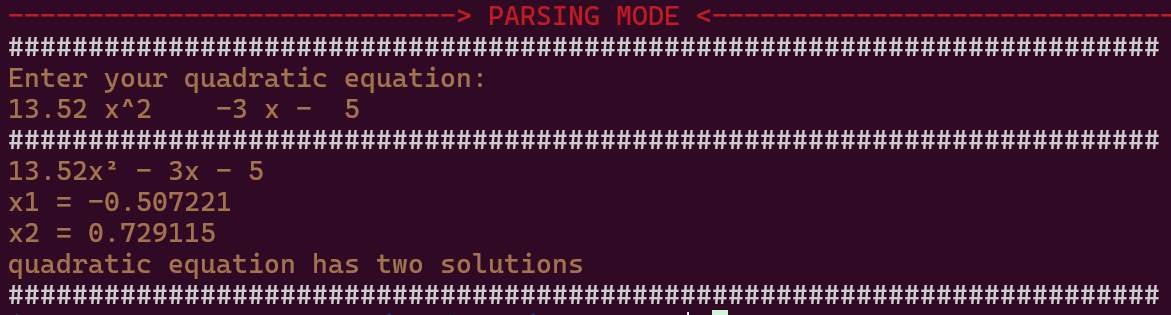 ----------------------------> PARSING MODE <-----------------------------
########################################################################
Enter your quadratic equation:
13.52 x^2    -3 x -  5
########################################################################
13.52x² - 3x - 5
x1 = -0.507221
x2 = 0.729115
quadratic equation has two solutions
########################################################################